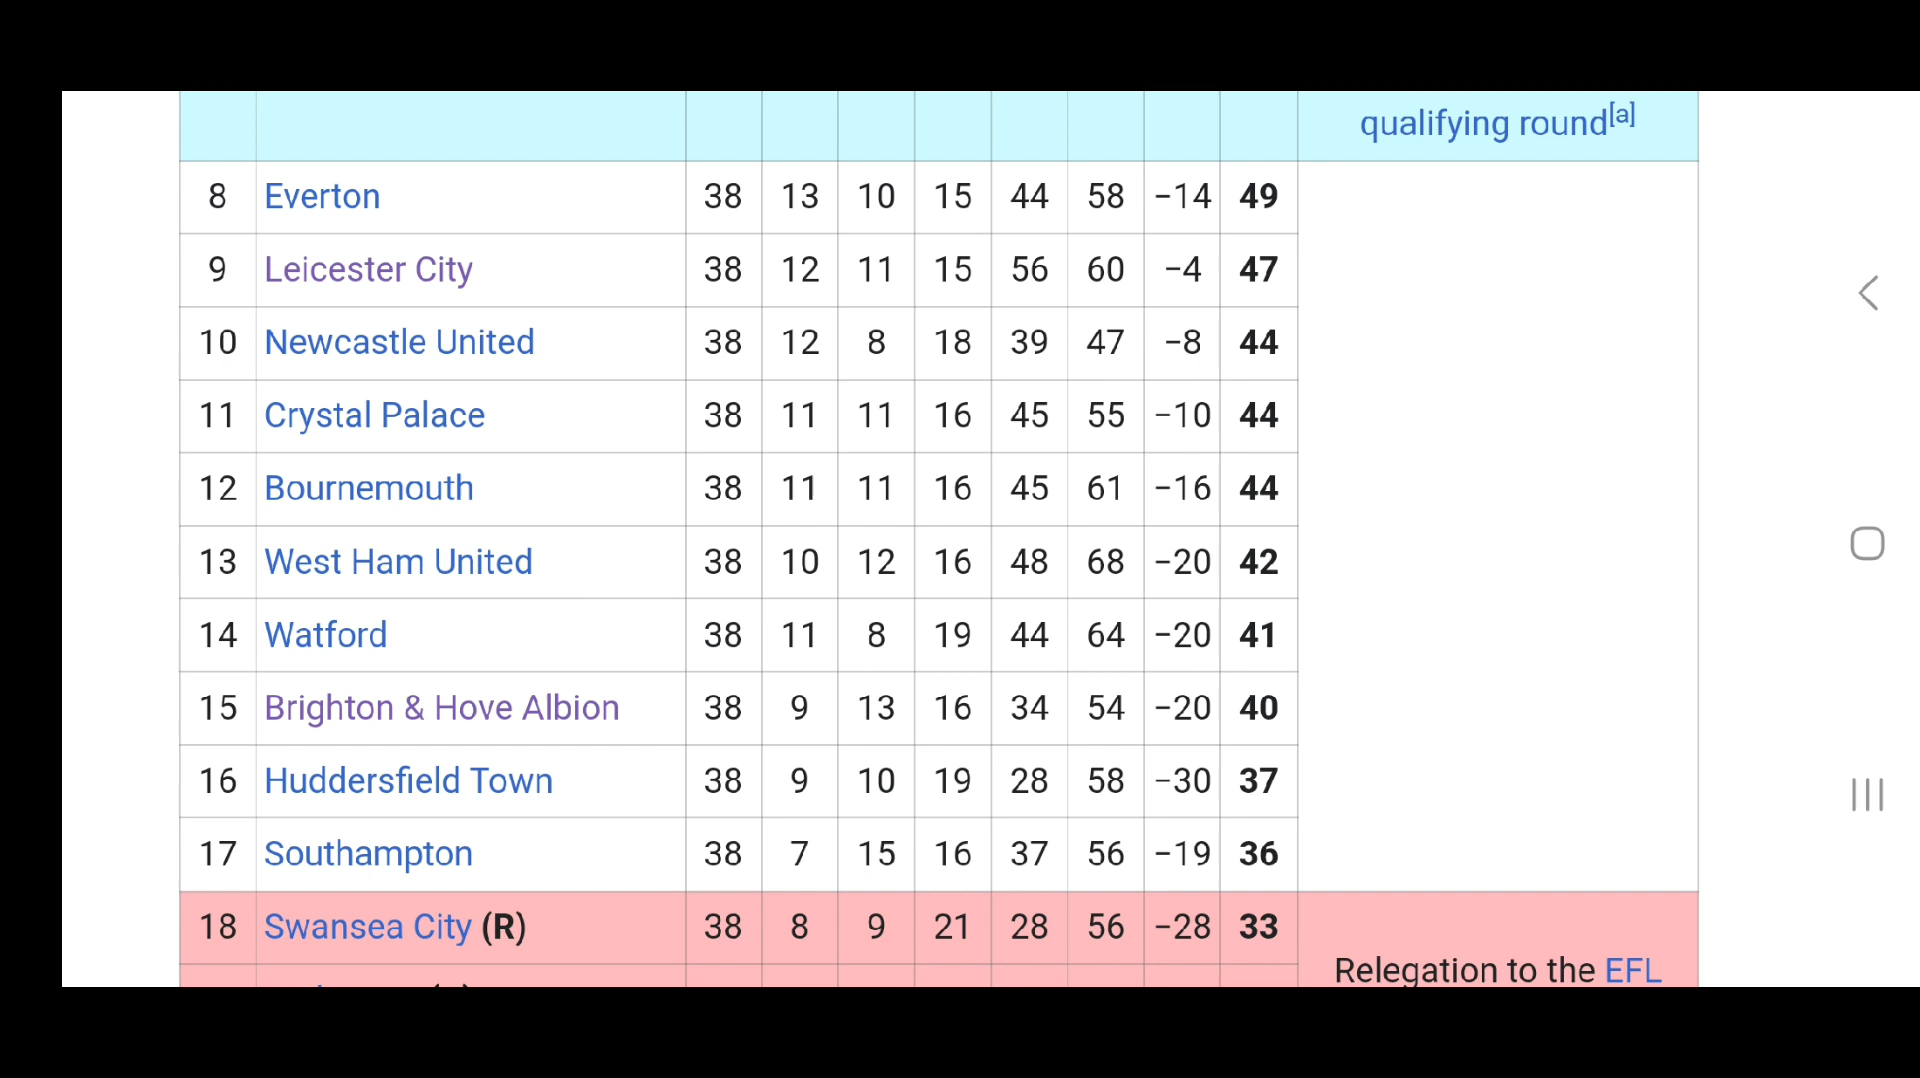 qualifying round[a]
8 Everton 38 13 10 15 44 58 −14 49
9 Leicester City 38 12 11 15 56 60 −4 47
10 Newcastle United 38 12 8 18 39 47 −8 44
11 Crystal Palace 38 11 11 16 45 55 −10 44
12 Bournemouth 38 11 11 16 45 61 −16 44
13 West Ham United 38 10 12 16 48 68 −20 42
14 Watford 38 11 8 19 44 64 −20 41
15 Brighton & Hove Albion 38 9 13 16 34 54 −20 40
16 Huddersfield Town 38 9 10 19 28 58 −30 37
17 Southampton 38 7 15 16 37 56 −19 36
18 Swansea City (R) 38 8 9 21 28 56 −28 33
Relegation to the EFL